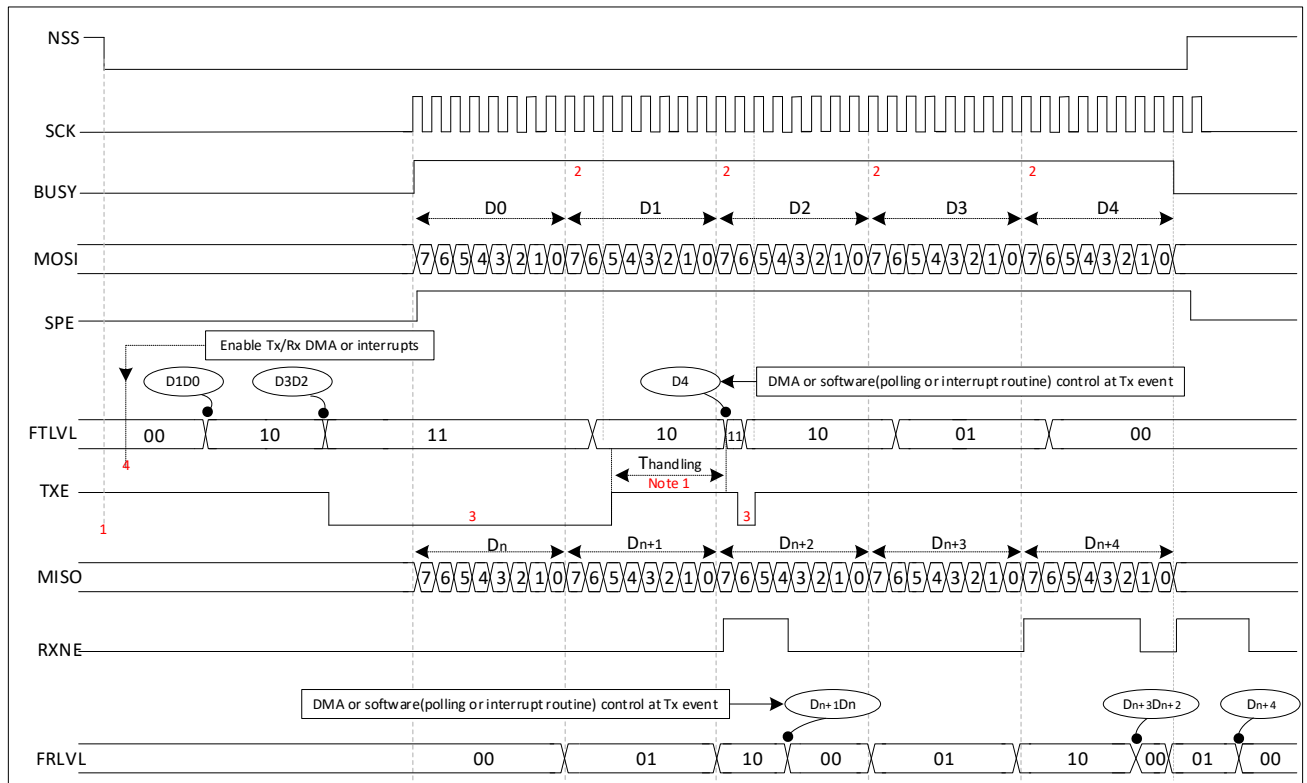 NSS
SCK
BUSY
2 2 2 2
D0 D1 D2 D3 D4
MOSI 7 6 5 4 3 2 1 0 7 6 5 4 3 2 1 0 7 6 5 4 3 2 1 0 7 6 5 4 3 2 1 0 7 6 5 4 3 2 1 0
SPE
Enable Tx/Rx DMA or interrupts
D1D0 D3D2 D4 DMA or software(polling or interrupt routine) control at Tx event
FTLVL 00 10 11 10 11 10 01 00
4 Thandling
Note 1
TXE
1 3 3
Dn Dn+1 Dn+2 Dn+3 Dn+4
MISO 7 6 5 4 3 2 1 0 7 6 5 4 3 2 1 0 7 6 5 4 3 2 1 0 7 6 5 4 3 2 1 0 7 6 5 4 3 2 1 0
RXNE
DMA or software(polling or interrupt routine) control at Tx event Dn+1Dn Dn+3Dn+2 Dn+4
FRLVL 00 01 10 00 01 10 00 01 00